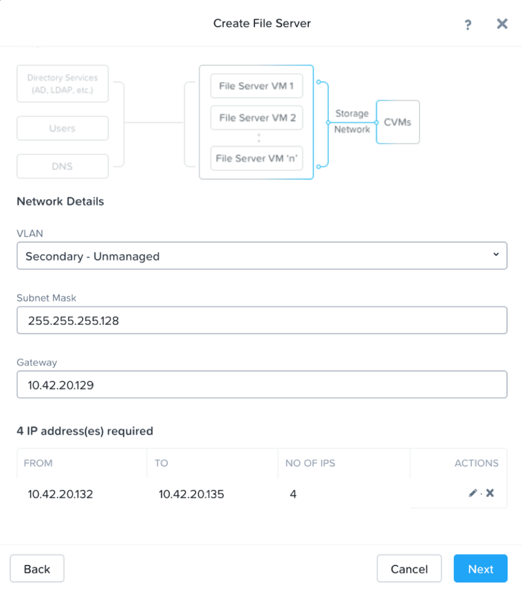 Create File Server
?
Directory Services
(AD, LDAP, etc.)
Users
DNS
File Server VM 1
File Server VM 2
File Server VM 'n'
Storage
Network
CVMs
Network Details
VLAN
Secondary - Unmanaged
Subnet Mask
255.255.255.128
Gateway
10.42.20.129
4 IP address(es) required
FROM TO NO OF IPS ACTIONS
10.42.20.132 10.42.20.135 4
Back Cancel Next